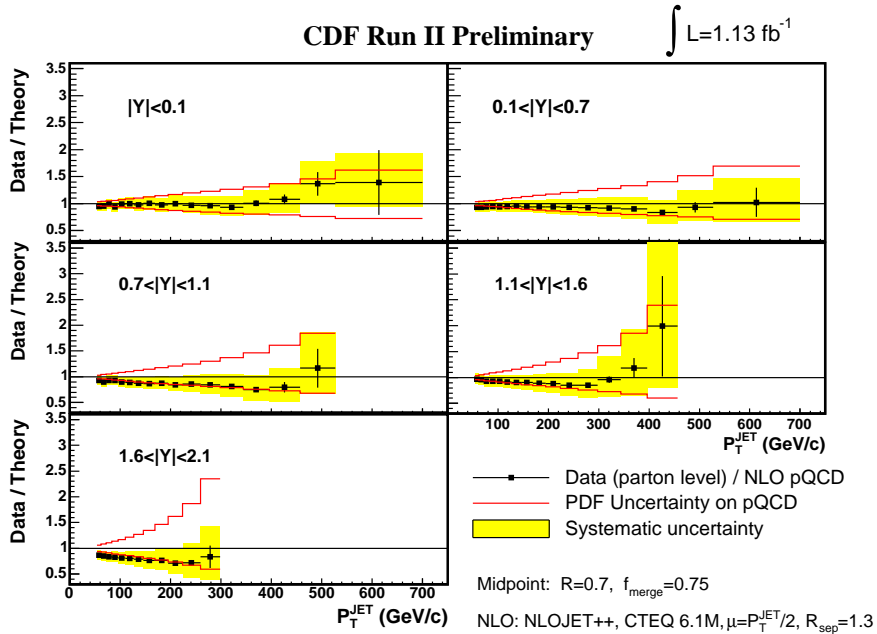 CDF Run II Preliminary
∫ L=1.13 fb⁻¹
Data / Theory
3.5
3
2.5
2
1.5
1
0.5
|Y|<0.1
0.1<|Y|<0.7
Data / Theory
3.5
3
2.5
2
1.5
1
0.5
0.7<|Y|<1.1
1.1<|Y|<1.6
0 100 200 300 400 500 600 700
P_T^JET (GeV/c)
Data / Theory
3.5
3
2.5
2
1.5
1
0.5
1.6<|Y|<2.1
0 100 200 300 400 500 600 700
P_T^JET (GeV/c)
Data (parton level) / NLO pQCD
PDF Uncertainty on pQCD
Systematic uncertainty
Midpoint: R=0.7, f_merge=0.75
NLO: NLOJET++, CTEQ 6.1M, μ=P_T^JET/2, R_sep=1.3